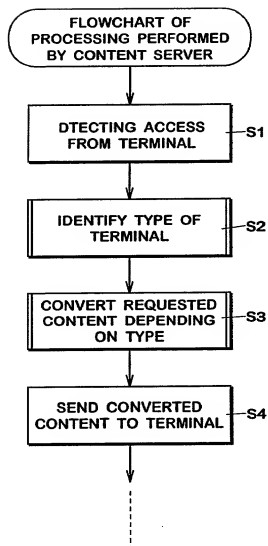 FLOWCHART OF
PROCESSING PERFORMED
BY CONTENT SERVER
DTECTING ACCESS
FROM TERMINAL
S1
IDENTIFY TYPE OF
TERMINAL
S2
CONVERT REQUESTED
CONTENT DEPENDING
ON TYPE
S3
SEND CONVERTED
CONTENT TO TERMINAL
S4